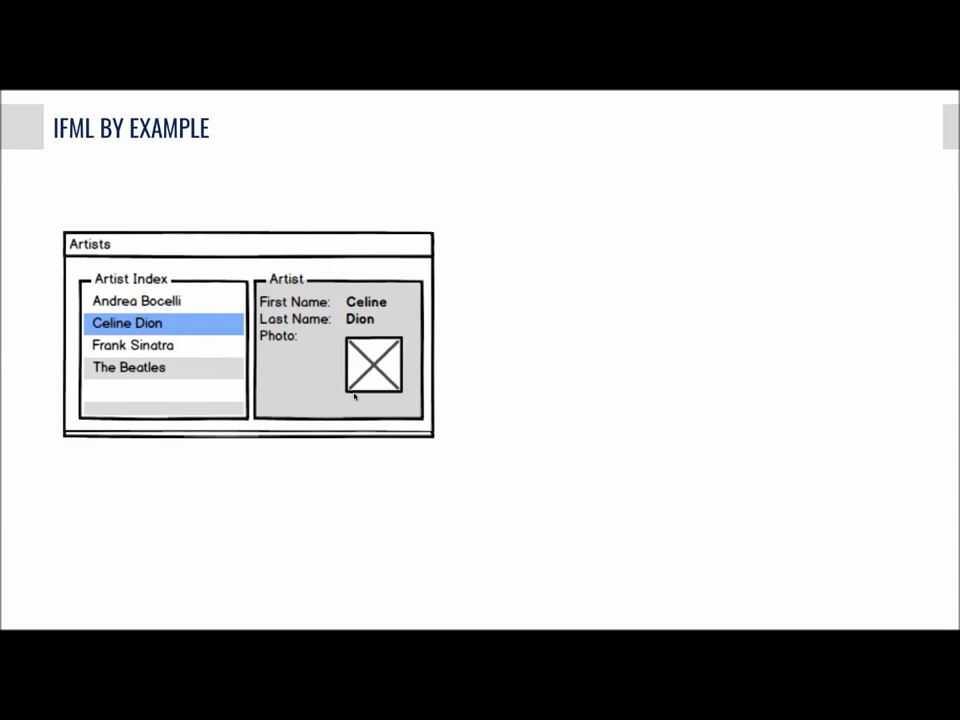 IFML BY EXAMPLE
Artists
Artist Index
Andrea Bocelli
Celine Dion
Frank Sinatra
The Beatles
Artist
First Name: Celine
Last Name: Dion
Photo: